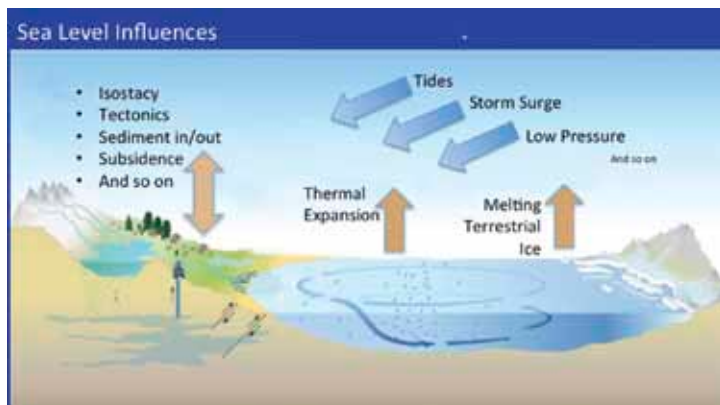 Sea Level Influences
• Isostacy
• Tectonics
• Sediment in/out
• Subsidence
• And so on
Tides
Storm Surge
Low Pressure
And so on
Thermal
Expansion
Melting
Terrestrial
Ice